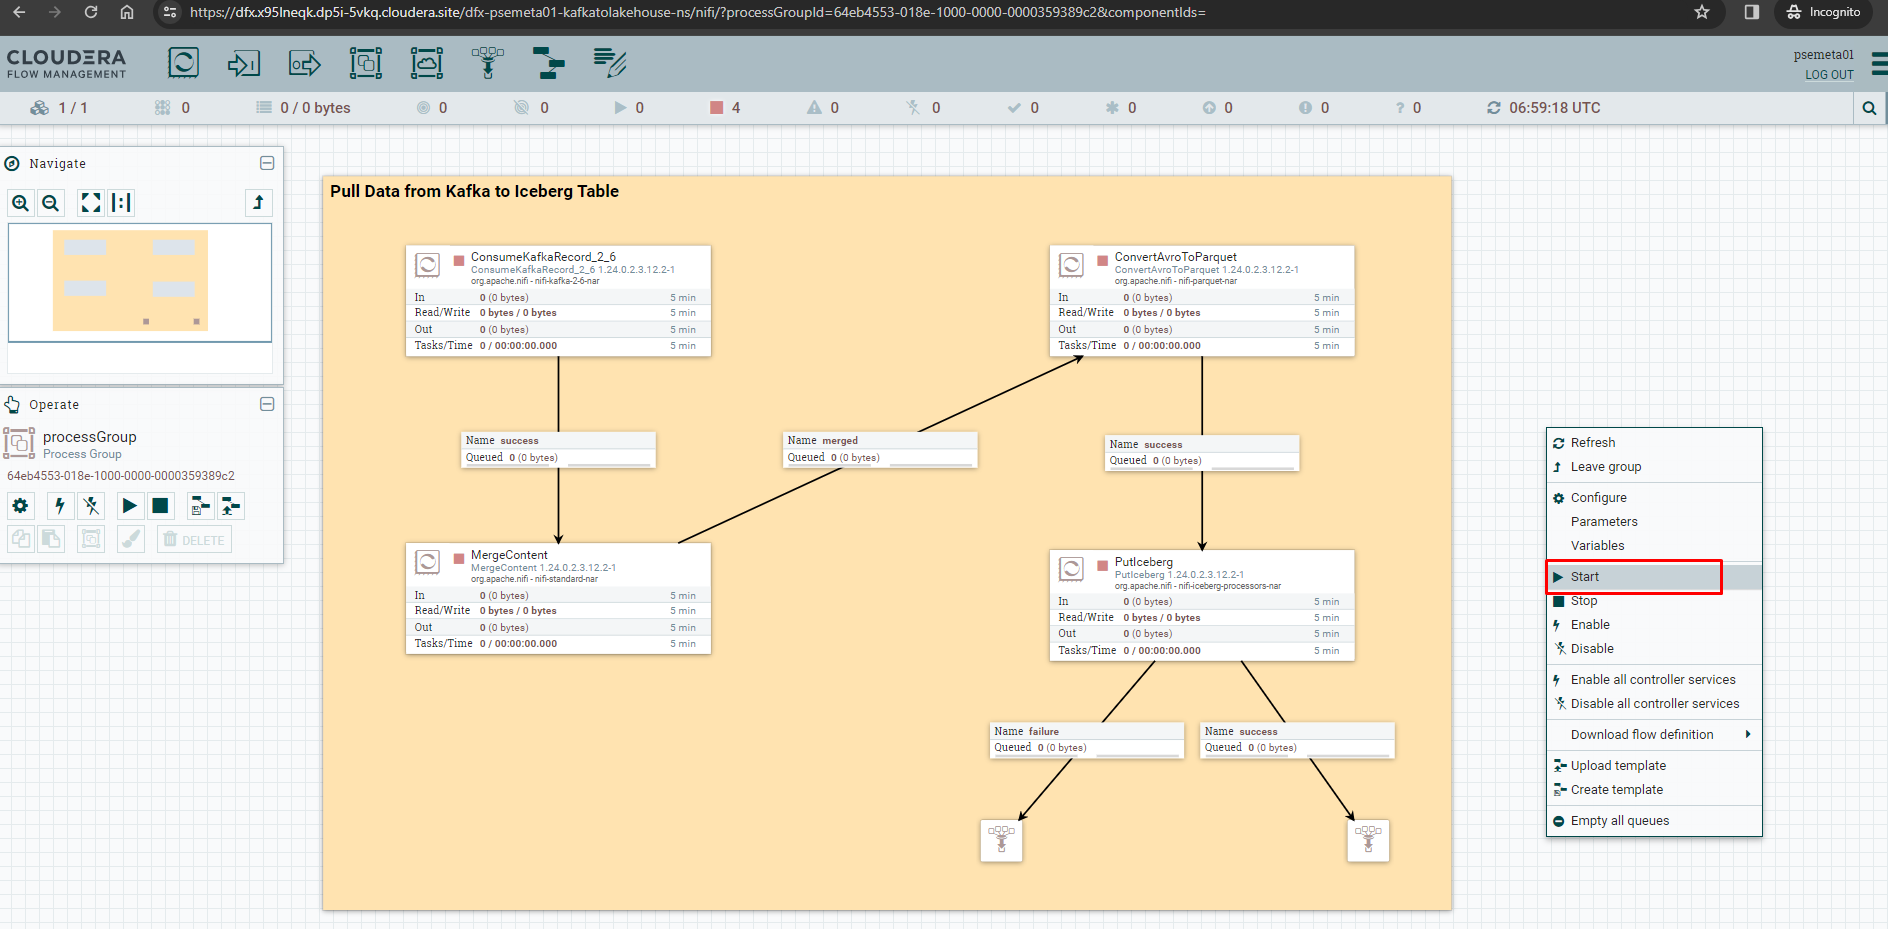 https://dfx.x95lneqk.dp5i-5vkq.cloudera.site/dfx-psemeta01-kafkatolakehouse-ns/nifi/?processGroupId=64eb4553-018e-1000-0000-0000359389c2&componentIds=
Incognito
CLOUDERA
FLOW MANAGEMENT
psemeta01
LOG OUT
1 / 1
0
0 / 0 bytes
0
0
0
4
0
0
0
0
0
0
? 0
06:59:18 UTC
Navigate
Operate
processGroup
Process Group
64eb4553-018e-1000-0000-0000359389c2
DELETE
Pull Data from Kafka to Iceberg Table
ConsumeKafkaRecord_2_6
ConsumeKafkaRecord_2_6 1.24.0.2.3.12.2-1
org.apache.nifi - nifi-kafka-2-6-nar
In 0 (0 bytes) 5 min
Read/Write 0 bytes / 0 bytes 5 min
Out 0 (0 bytes) 5 min
Tasks/Time 0 / 00:00:00.000 5 min
ConvertAvroToParquet
ConvertAvroToParquet 1.24.0.2.3.12.2-1
org.apache.nifi - nifi-parquet-nar
In 0 (0 bytes) 5 min
Read/Write 0 bytes / 0 bytes 5 min
Out 0 (0 bytes) 5 min
Tasks/Time 0 / 00:00:00.000 5 min
Name success
Queued 0 (0 bytes)
Name merged
Queued 0 (0 bytes)
Name success
Queued 0 (0 bytes)
MergeContent
MergeContent 1.24.0.2.3.12.2-1
org.apache.nifi - nifi-standard-nar
In 0 (0 bytes) 5 min
Read/Write 0 bytes / 0 bytes 5 min
Out 0 (0 bytes) 5 min
Tasks/Time 0 / 00:00:00.000 5 min
PutIceberg
PutIceberg 1.24.0.2.3.12.2-1
org.apache.nifi - nifi-iceberg-processors-nar
In 0 (0 bytes) 5 min
Read/Write 0 bytes / 0 bytes 5 min
Out 0 (0 bytes) 5 min
Tasks/Time 0 / 00:00:00.000 5 min
Name failure
Queued 0 (0 bytes)
Name success
Queued 0 (0 bytes)
Refresh
Leave group
Configure
Parameters
Variables
Start
Stop
Enable
Disable
Enable all controller services
Disable all controller services
Download flow definition
Upload template
Create template
Empty all queues